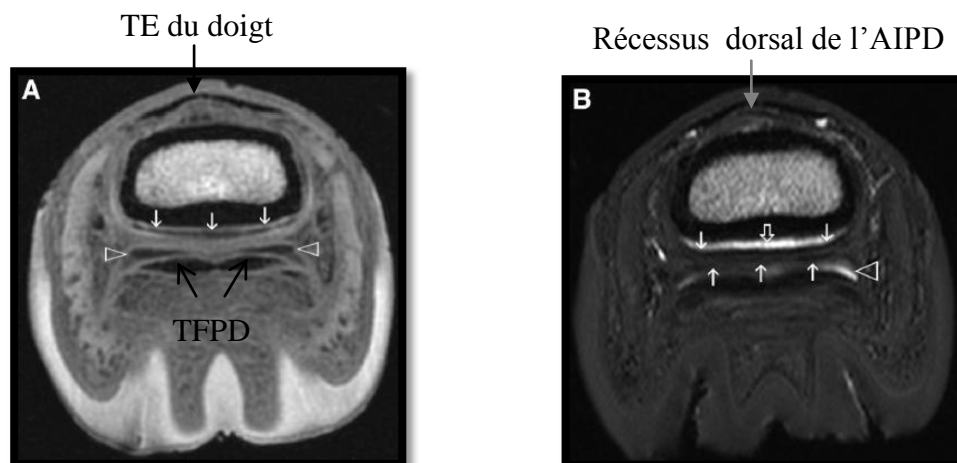 TE du doigt
Récessus dorsal de l’AIPD
A
B
TFPD